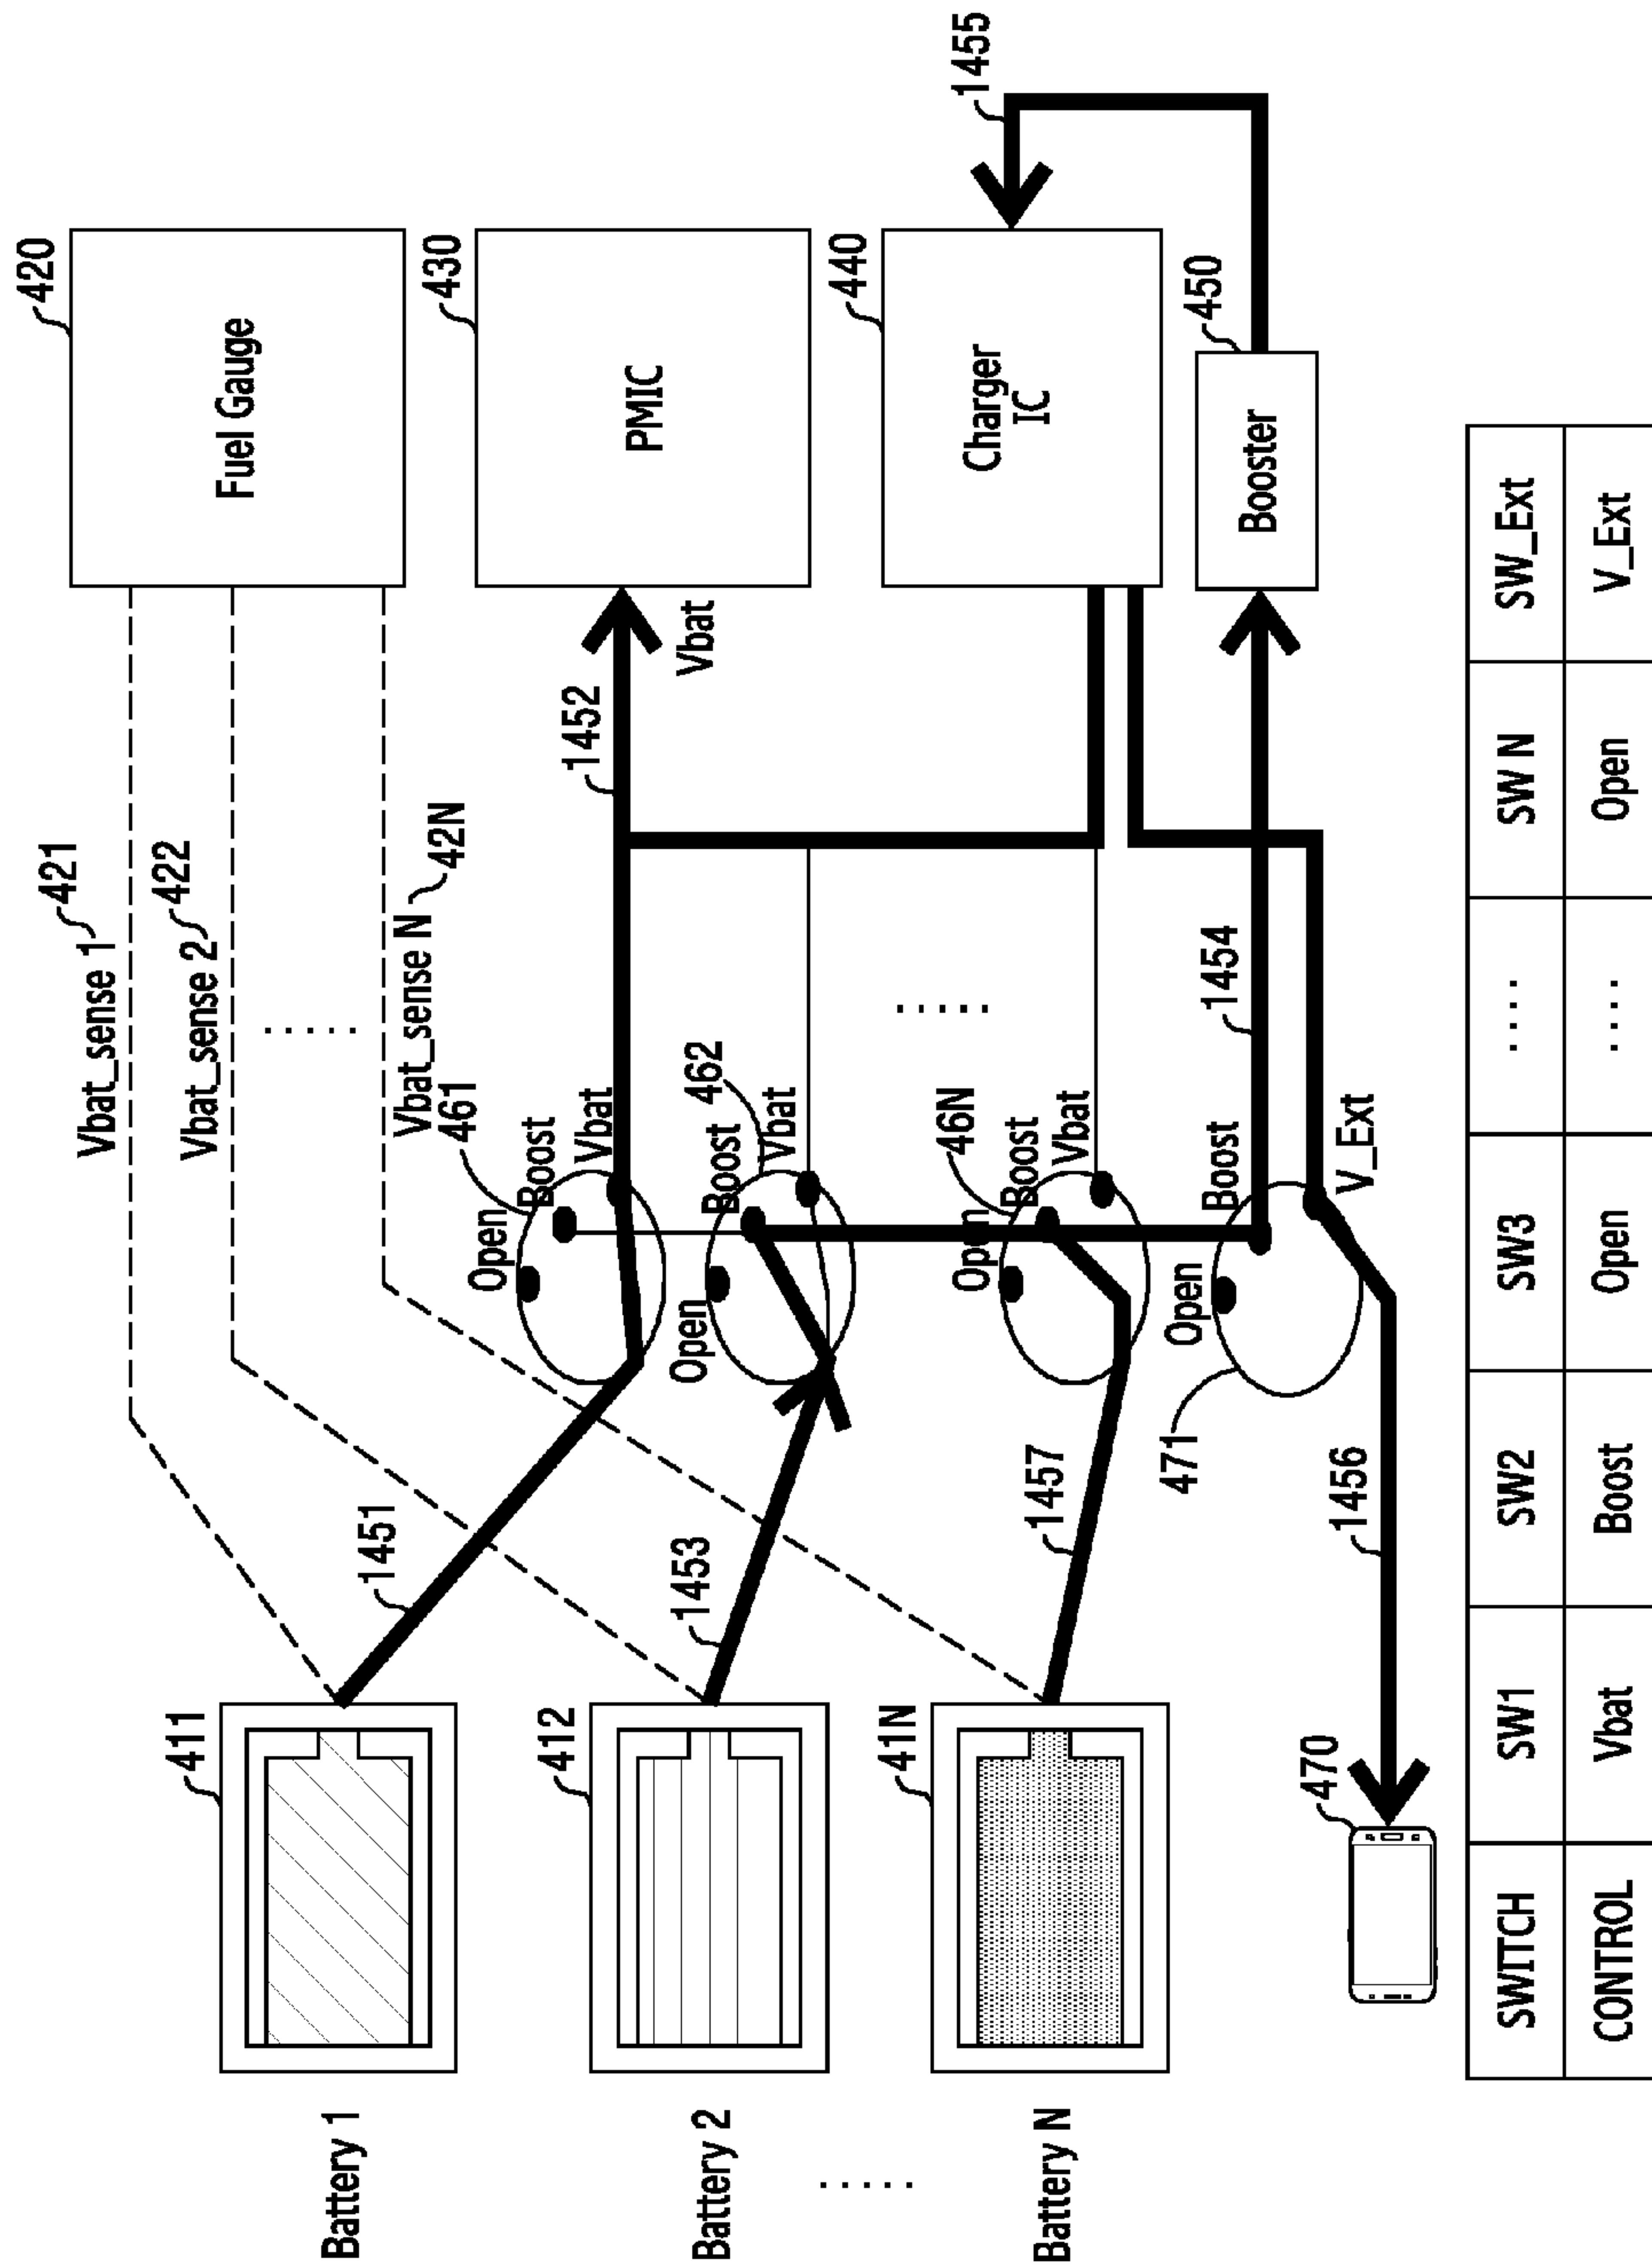 420
Fuel Gauge
430
PMIC
440
Charger
IC
450
Booster
1455
Vbat_sense 1
421
Vbat_sense 2
422
.....
Vbat_sense N
42N
1452
Vbat
461
Open
Boost
Vbat
462
Open
Boost
Vbat
.....
46N
Open
Boost
Vbat
1454
471
Open
Boost
V_Ext
1451
1453
1457
1456
411
Battery 1
412
Battery 2
.....
41N
Battery N
470
SWITCH SW1 SW2 SW3 .... SW N SW_Ext
CONTROL Vbat Boost Open .... Open V_Ext